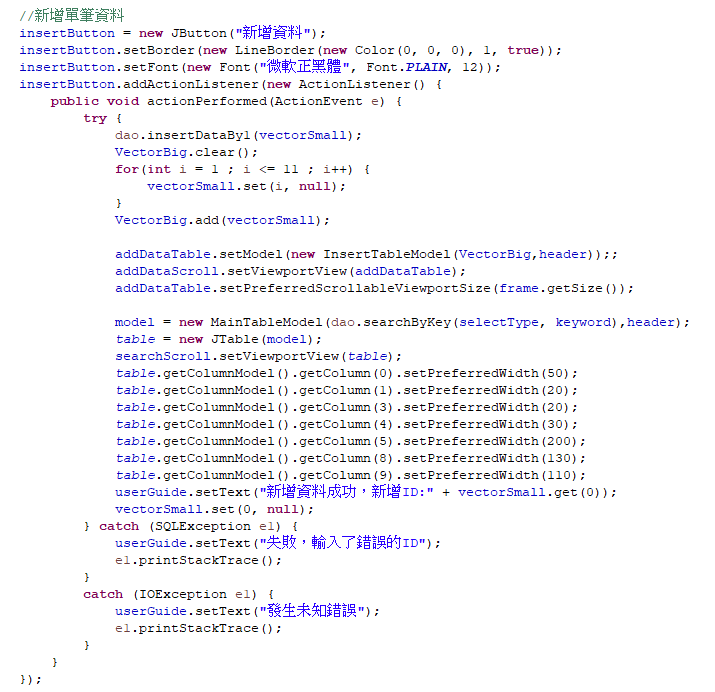 //新增單筆資料
insertButton = new JButton("新增資料");
insertButton.setBorder(new LineBorder(new Color(0, 0, 0), 1, true));
insertButton.setFont(new Font("微軟正黑體", Font.PLAIN, 12));
insertButton.addActionListener(new ActionListener() {
    public void actionPerformed(ActionEvent e) {
        try {
            dao.insertDataBy1(vectorSmall);
            VectorBig.clear();
            for(int i = 1 ; i <= 11 ; i++) {
                vectorSmall.set(i, null);
            }
            VectorBig.add(vectorSmall);

            addDataTable.setModel(new InsertTableModel(VectorBig,header));;
            addDataScroll.setViewportView(addDataTable);
            addDataTable.setPreferredScrollableViewportSize(frame.getSize());

            model = new MainTableModel(dao.searchByKey(selectType, keyword),header);
            table = new JTable(model);
            searchScroll.setViewportView(table);
            table.getColumnModel().getColumn(0).setPreferredWidth(50);
            table.getColumnModel().getColumn(1).setPreferredWidth(20);
            table.getColumnModel().getColumn(3).setPreferredWidth(20);
            table.getColumnModel().getColumn(4).setPreferredWidth(30);
            table.getColumnModel().getColumn(5).setPreferredWidth(200);
            table.getColumnModel().getColumn(8).setPreferredWidth(130);
            table.getColumnModel().getColumn(9).setPreferredWidth(110);
            userGuide.setText("新增資料成功，新增ID:" + vectorSmall.get(0));
            vectorSmall.set(0, null);
        } catch (SQLException e1) {
            userGuide.setText("失敗，輸入了錯誤的ID");
            e1.printStackTrace();
        }
        catch (IOException e1) {
            userGuide.setText("發生未知錯誤");
            e1.printStackTrace();
        }
    }
});